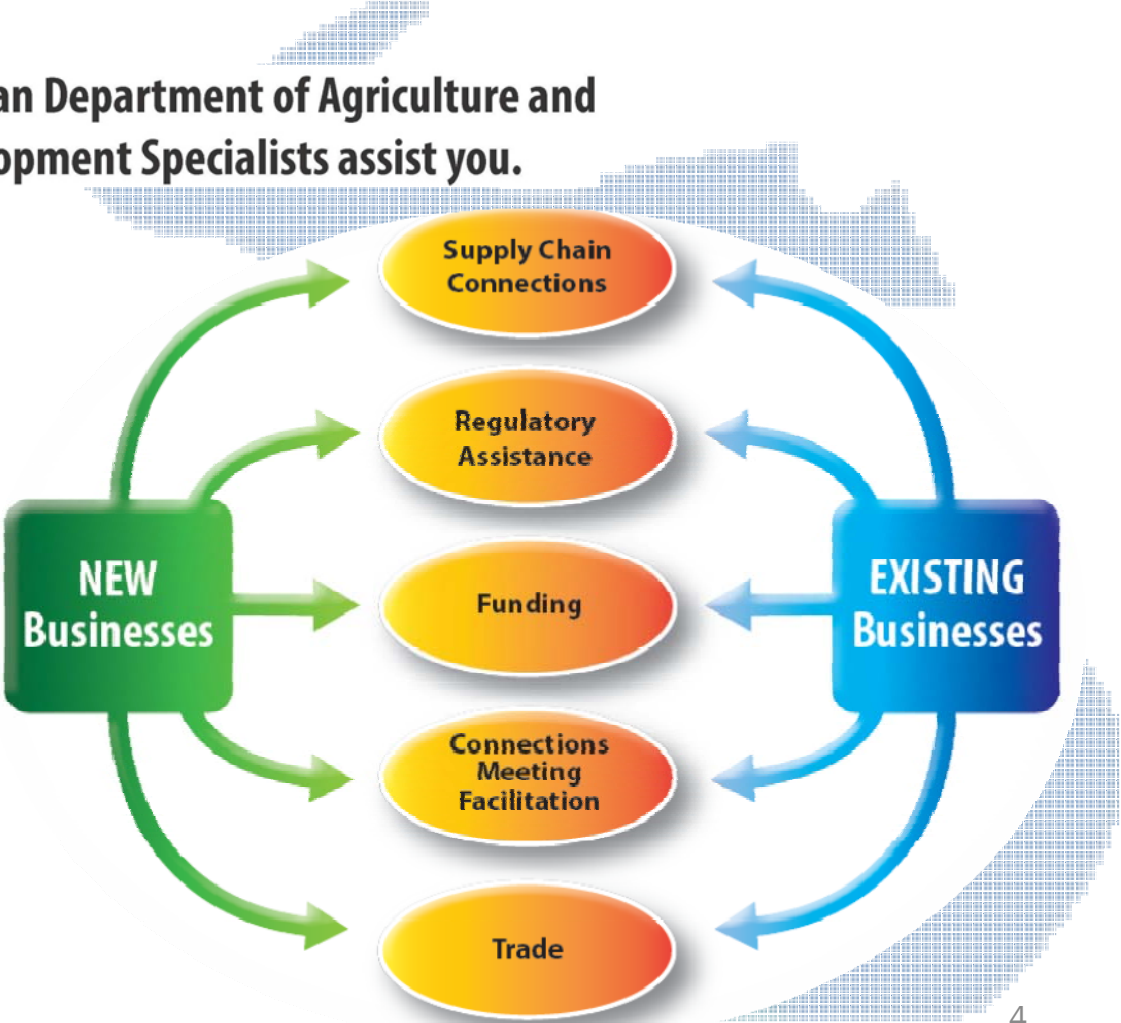 an Department of Agriculture and
opment Specialists assist you.
Supply Chain
Connections
Regulatory
Assistance
NEW
Businesses
Funding
EXISTING
Businesses
Connections
Meeting
Facilitation
Trade
4